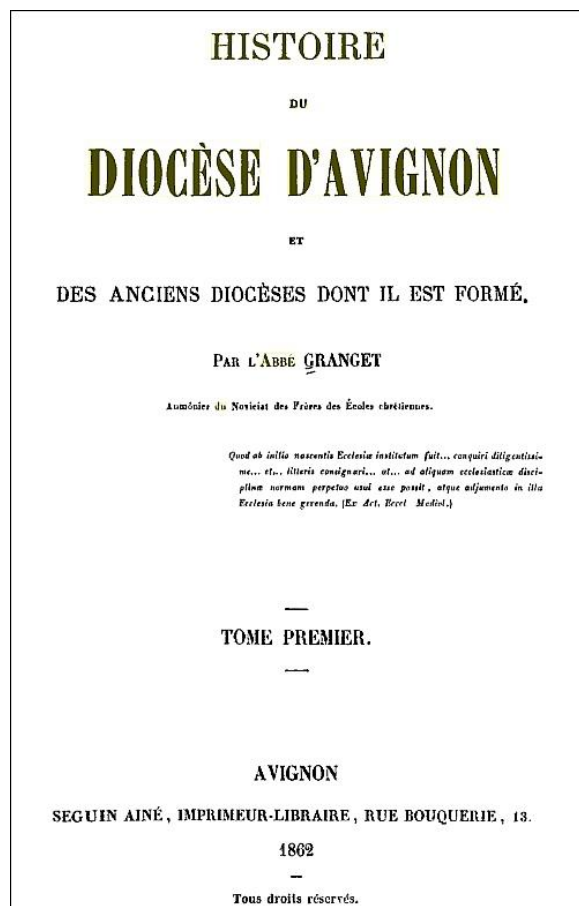 HISTOIRE
DU
DIOCÈSE D'AVIGNON
ET
DES ANCIENS DIOCÈSES DONT IL EST FORMÉ.
PAR L'ABBÉ GRANGET
Aumônier du Noviciat des Frères des Écoles chrétiennes.
Quod ab initio nascentis Ecclesiæ institutum fuit... conquiri diligentissi-
me... et... litteris consignari... ut... ad aliquam ecclesiasticæ disci-
plinæ normam perpetuo usui esse possit, atque adjumento in illa
Ecclesia bene gerenda. (Ex Act. Eccel Mediol.)
TOME PREMIER.
AVIGNON
SEGUIN AINÉ, IMPRIMEUR-LIBRAIRE, RUE BOUQUERIE, 13.
1862
Tous droits réservés.